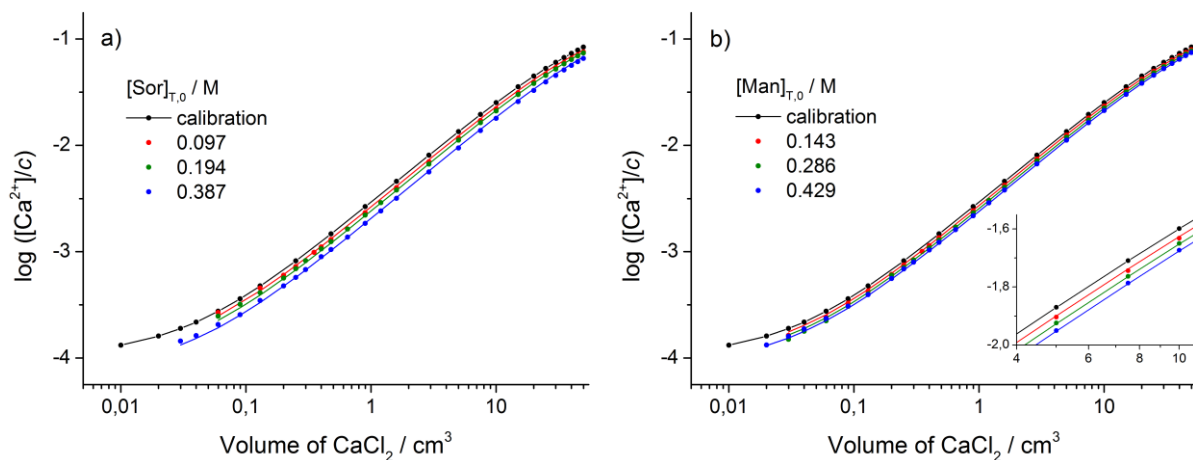 a)
[Sor]T,0 / M
calibration
0.097
0.194
0.387
log ([Ca2+]/c)
-1
-2
-3
-4
0,01
0,1
1
10
Volume of CaCl2 / cm3
b)
[Man]T,0 / M
calibration
0.143
0.286
0.429
log ([Ca2+]/c)
-1
-2
-3
-4
-1,6
-1,8
-2,0
4
6
8
10
0,01
0,1
1
10
Volume of CaCl2 / cm3